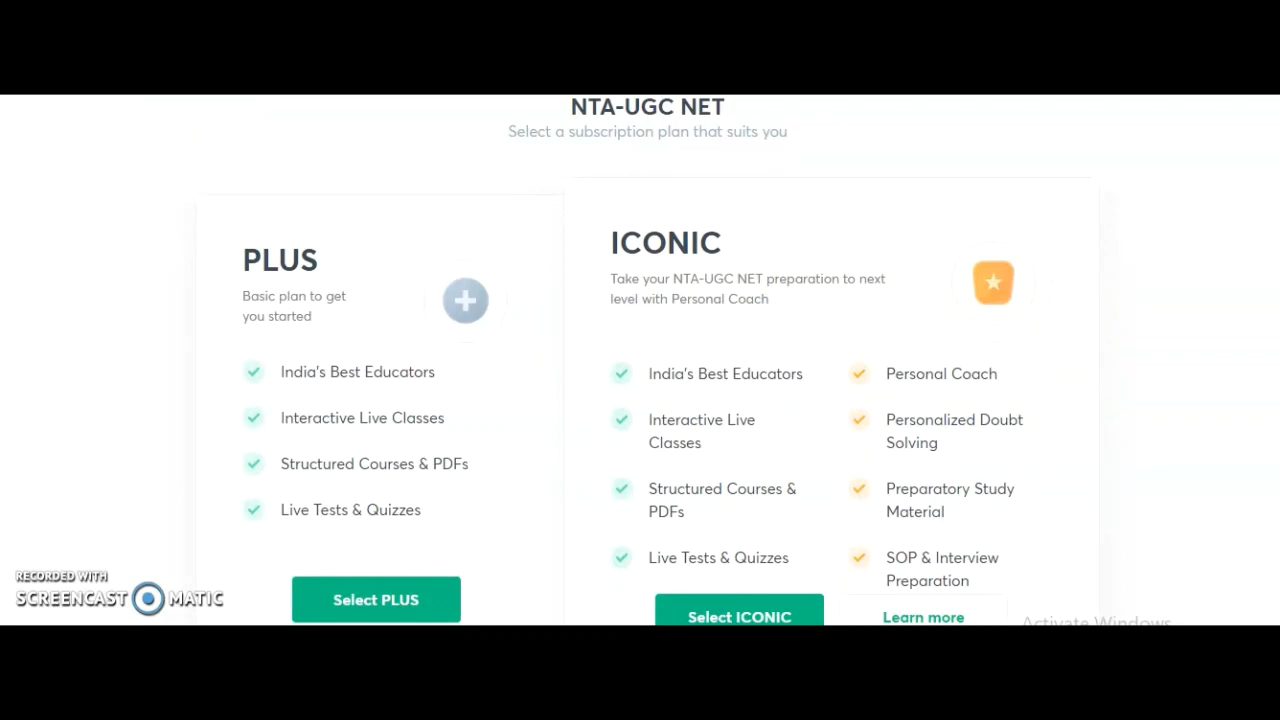 NTA-UGC NET
Select a subscription plan that suits you
PLUS
Basic plan to get
you started
India's Best Educators
Interactive Live Classes
Structured Courses & PDFs
Live Tests & Quizzes
Select PLUS
ICONIC
Take your NTA-UGC NET preparation to next
level with Personal Coach
India's Best Educators
Interactive Live
Classes
Structured Courses &
PDFs
Live Tests & Quizzes
Personal Coach
Personalized Doubt
Solving
Preparatory Study
Material
SOP & Interview
Preparation
Select ICONIC
Learn more
RECORDED WITH
SCREENCAST MATIC
Activate Windows